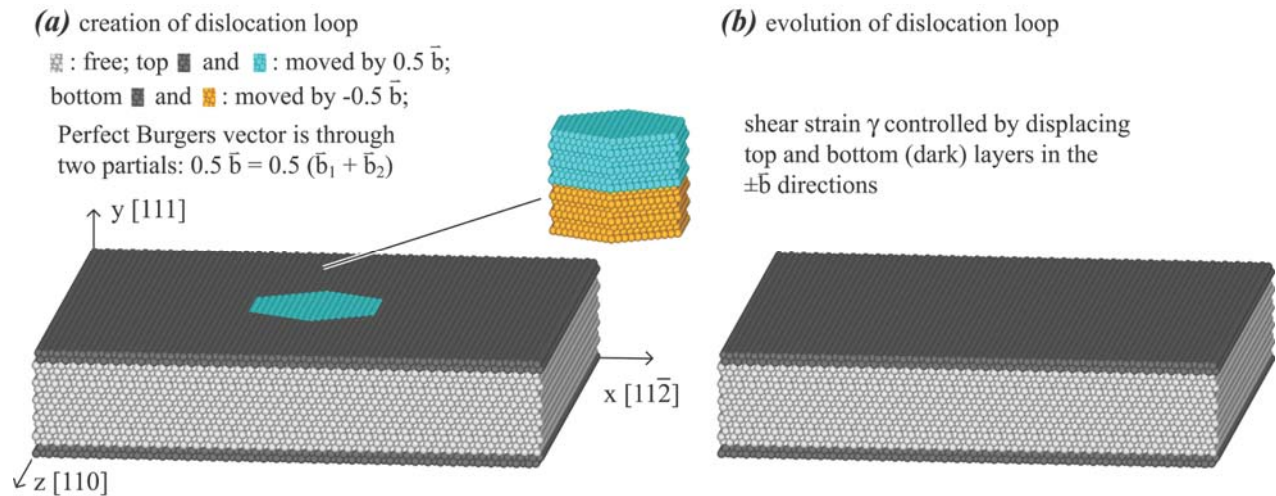 (a) creation of dislocation loop
: free; top and : moved by 0.5 b⃗;
bottom and : moved by -0.5 b⃗;
Perfect Burgers vector is through
two partials: 0.5 b⃗ = 0.5 (b⃗₁ + b⃗₂)
y [111]
x [112̅]
z [110]
(b) evolution of dislocation loop
shear strain γ controlled by displacing
top and bottom (dark) layers in the
±b⃗ directions